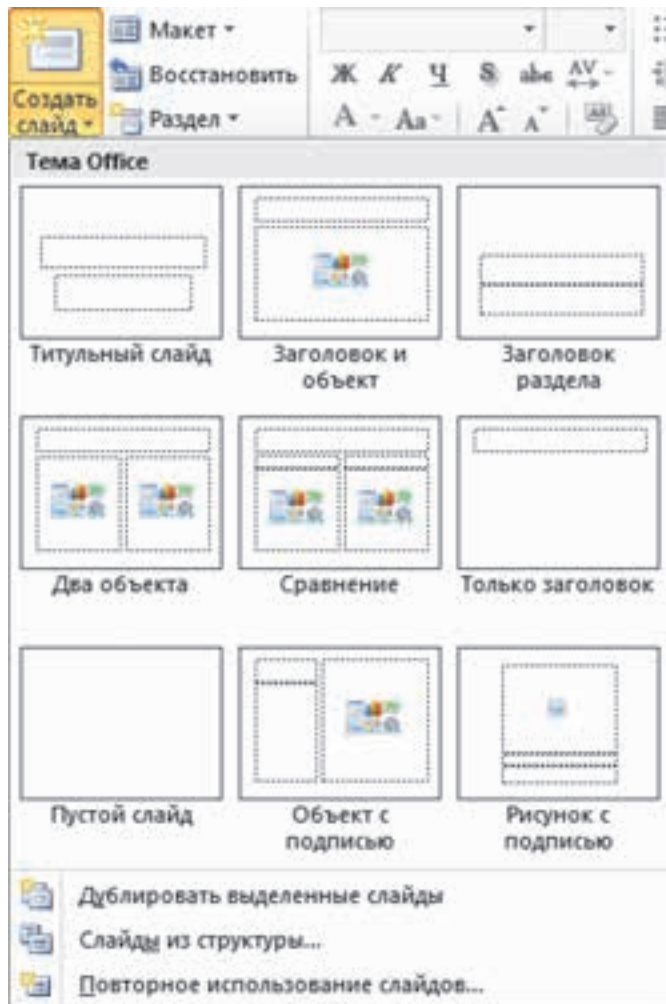 Макет
Восстановить
Создать слайд
Раздел
Ж К Ч S abc AV
А Aa A A
Тема Office
Титульный слайд
Заголовок и
объект
Заголовок
раздела
Два объекта
Сравнение
Только заголовок
Пустой слайд
Объект с
подписью
Рисунок с
подписью
Дублировать выделенные слайды
Слайды из структуры...
Повторное использование слайдов...